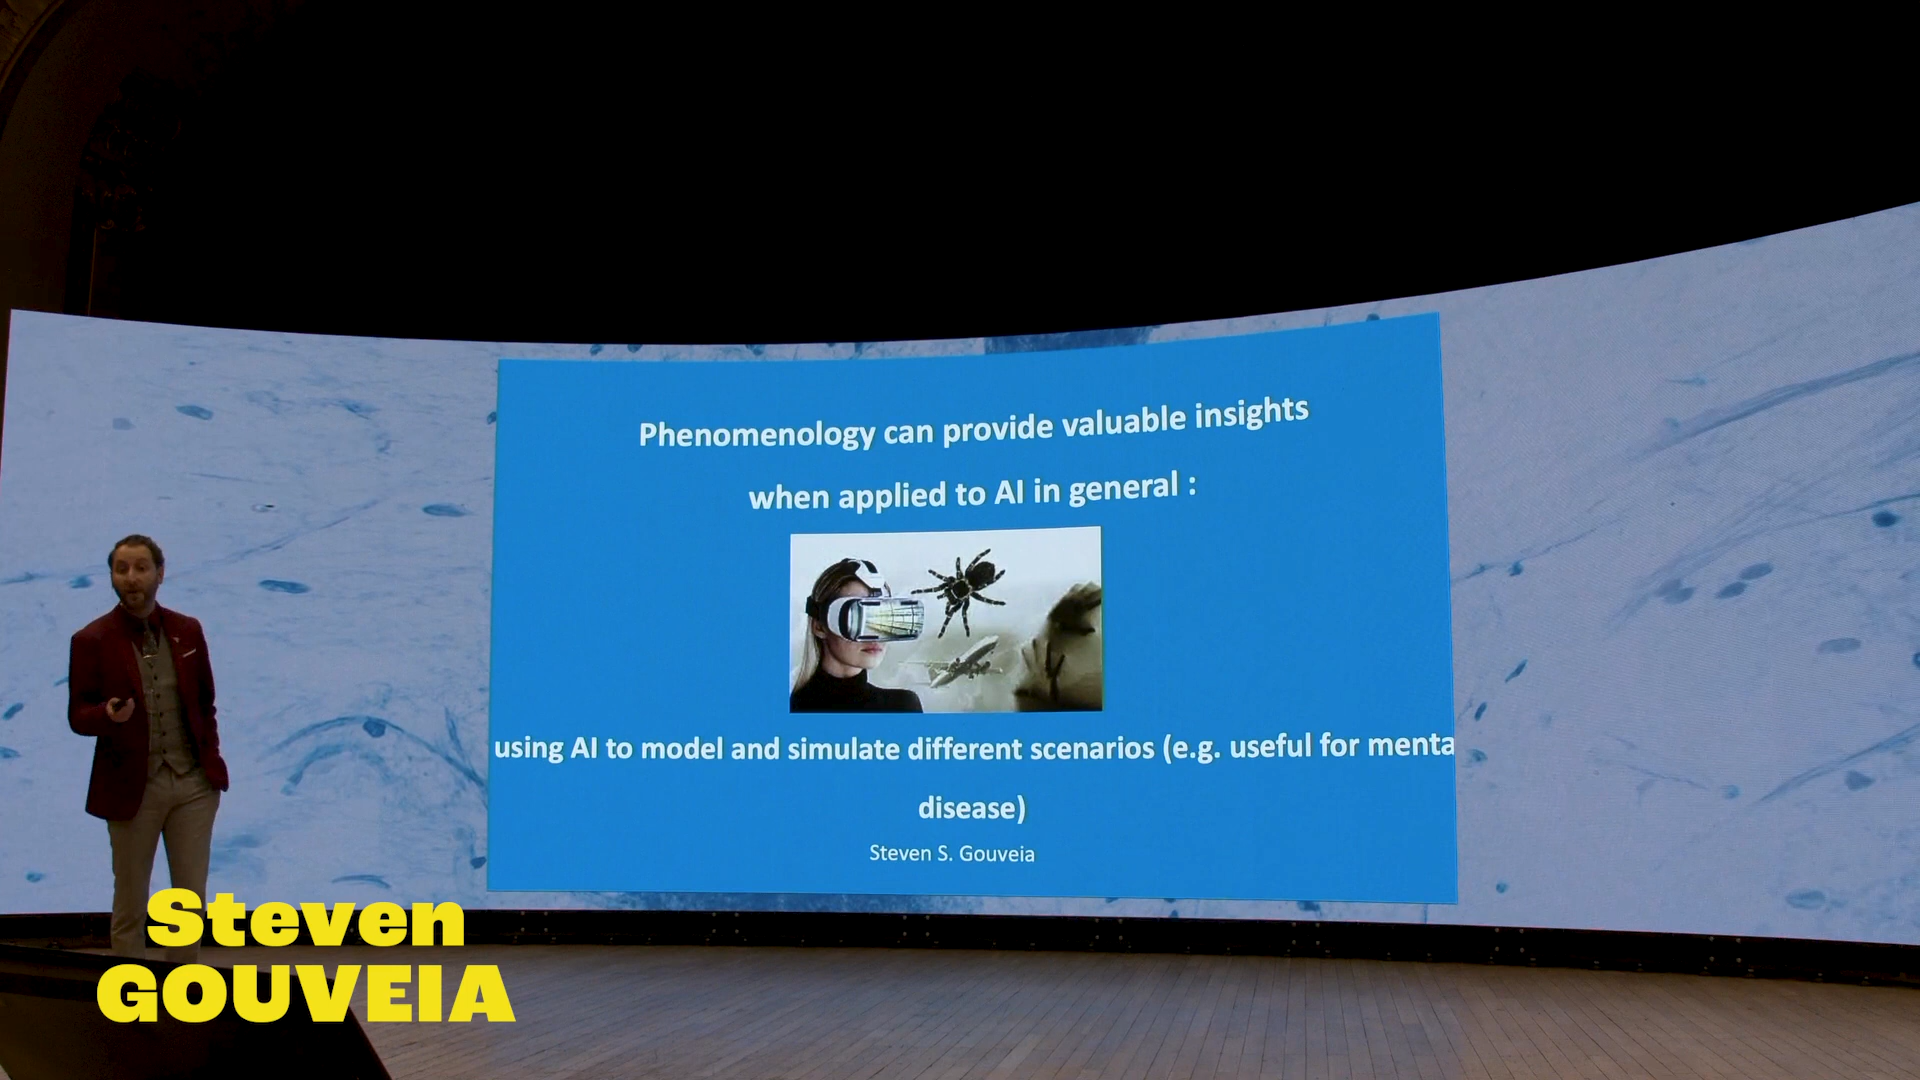 Phenomenology can provide valuable insights
when applied to AI in general :
using AI to model and simulate different scenarios (e.g. useful for menta
disease)
Steven S. Gouveia
Steven
GOUVEIA